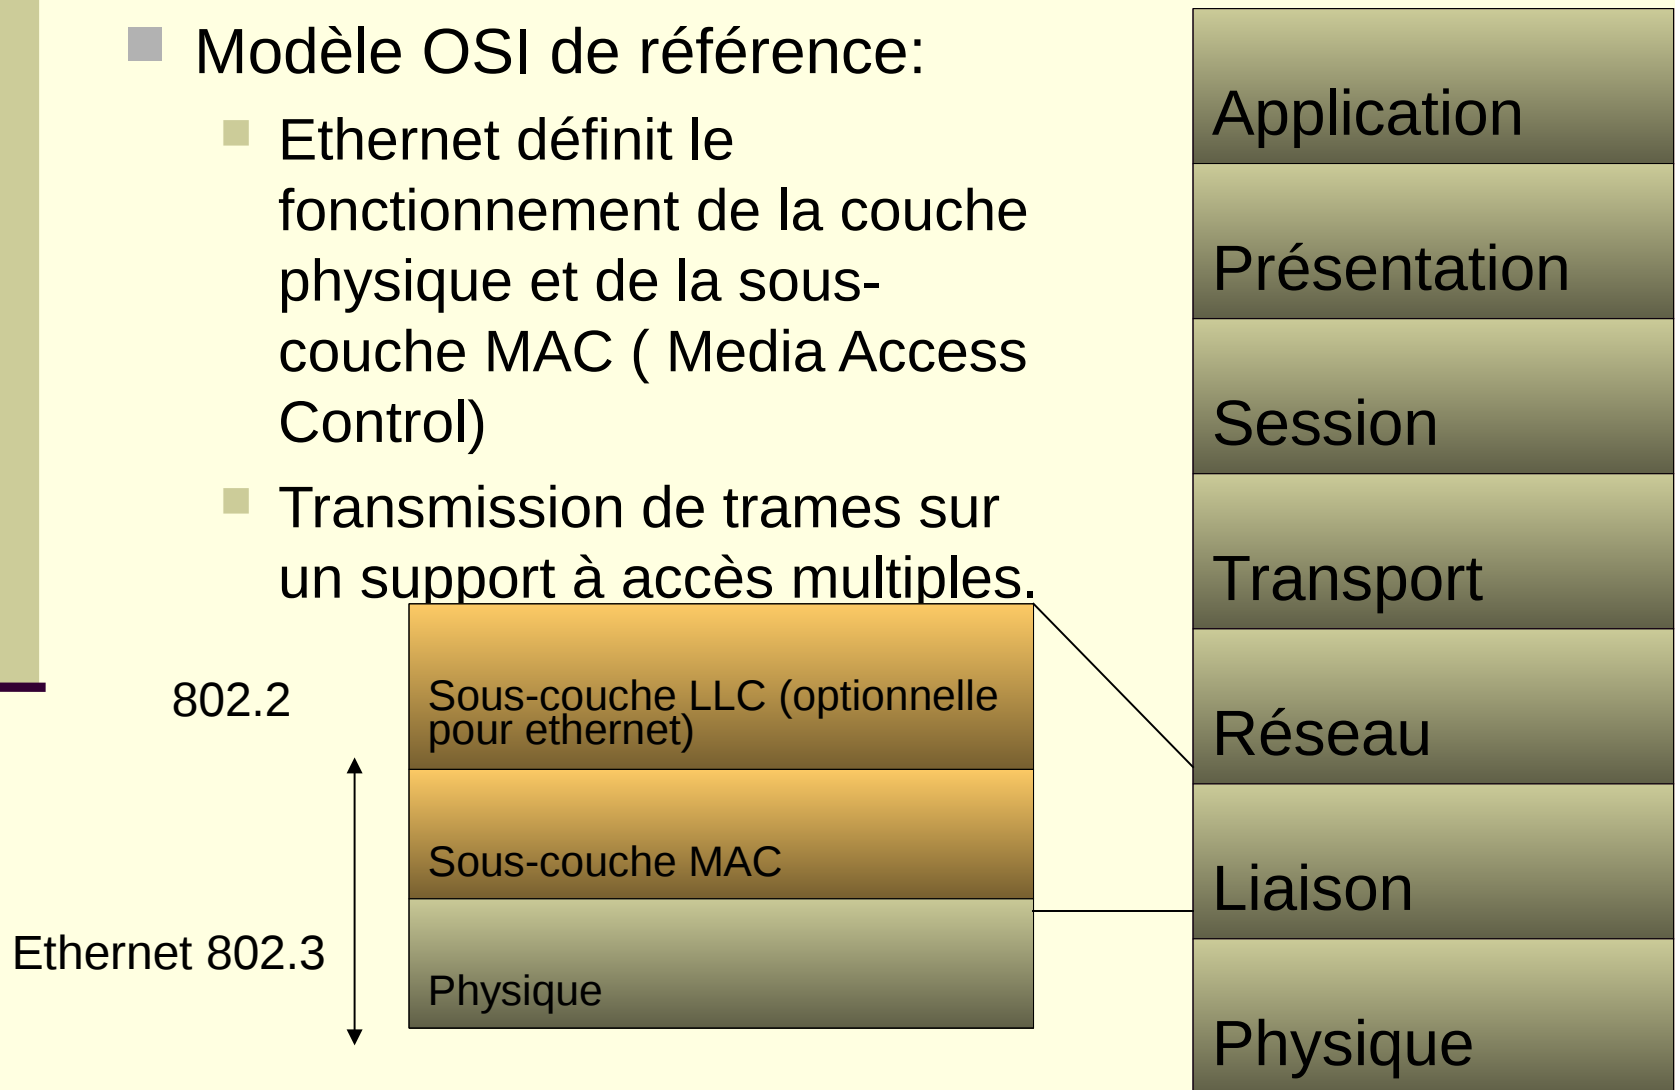 Modèle OSI de référence:
Ethernet définit le
fonctionnement de la couche
physique et de la sous-
couche MAC ( Media Access
Control)
Transmission de trames sur
un support à accès multiples.
802.2
Sous-couche LLC (optionnelle
pour ethernet)
Sous-couche MAC
Ethernet 802.3
Physique
Application
Présentation
Session
Transport
Réseau
Liaison
Physique